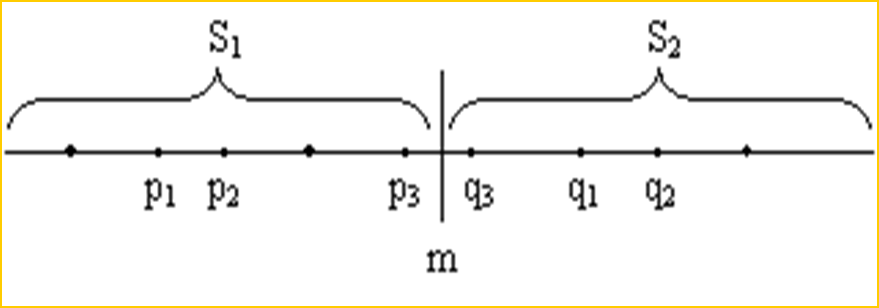 S₁ S₂
p₁ p₂ p₃ q₃ q₁ q₂
m